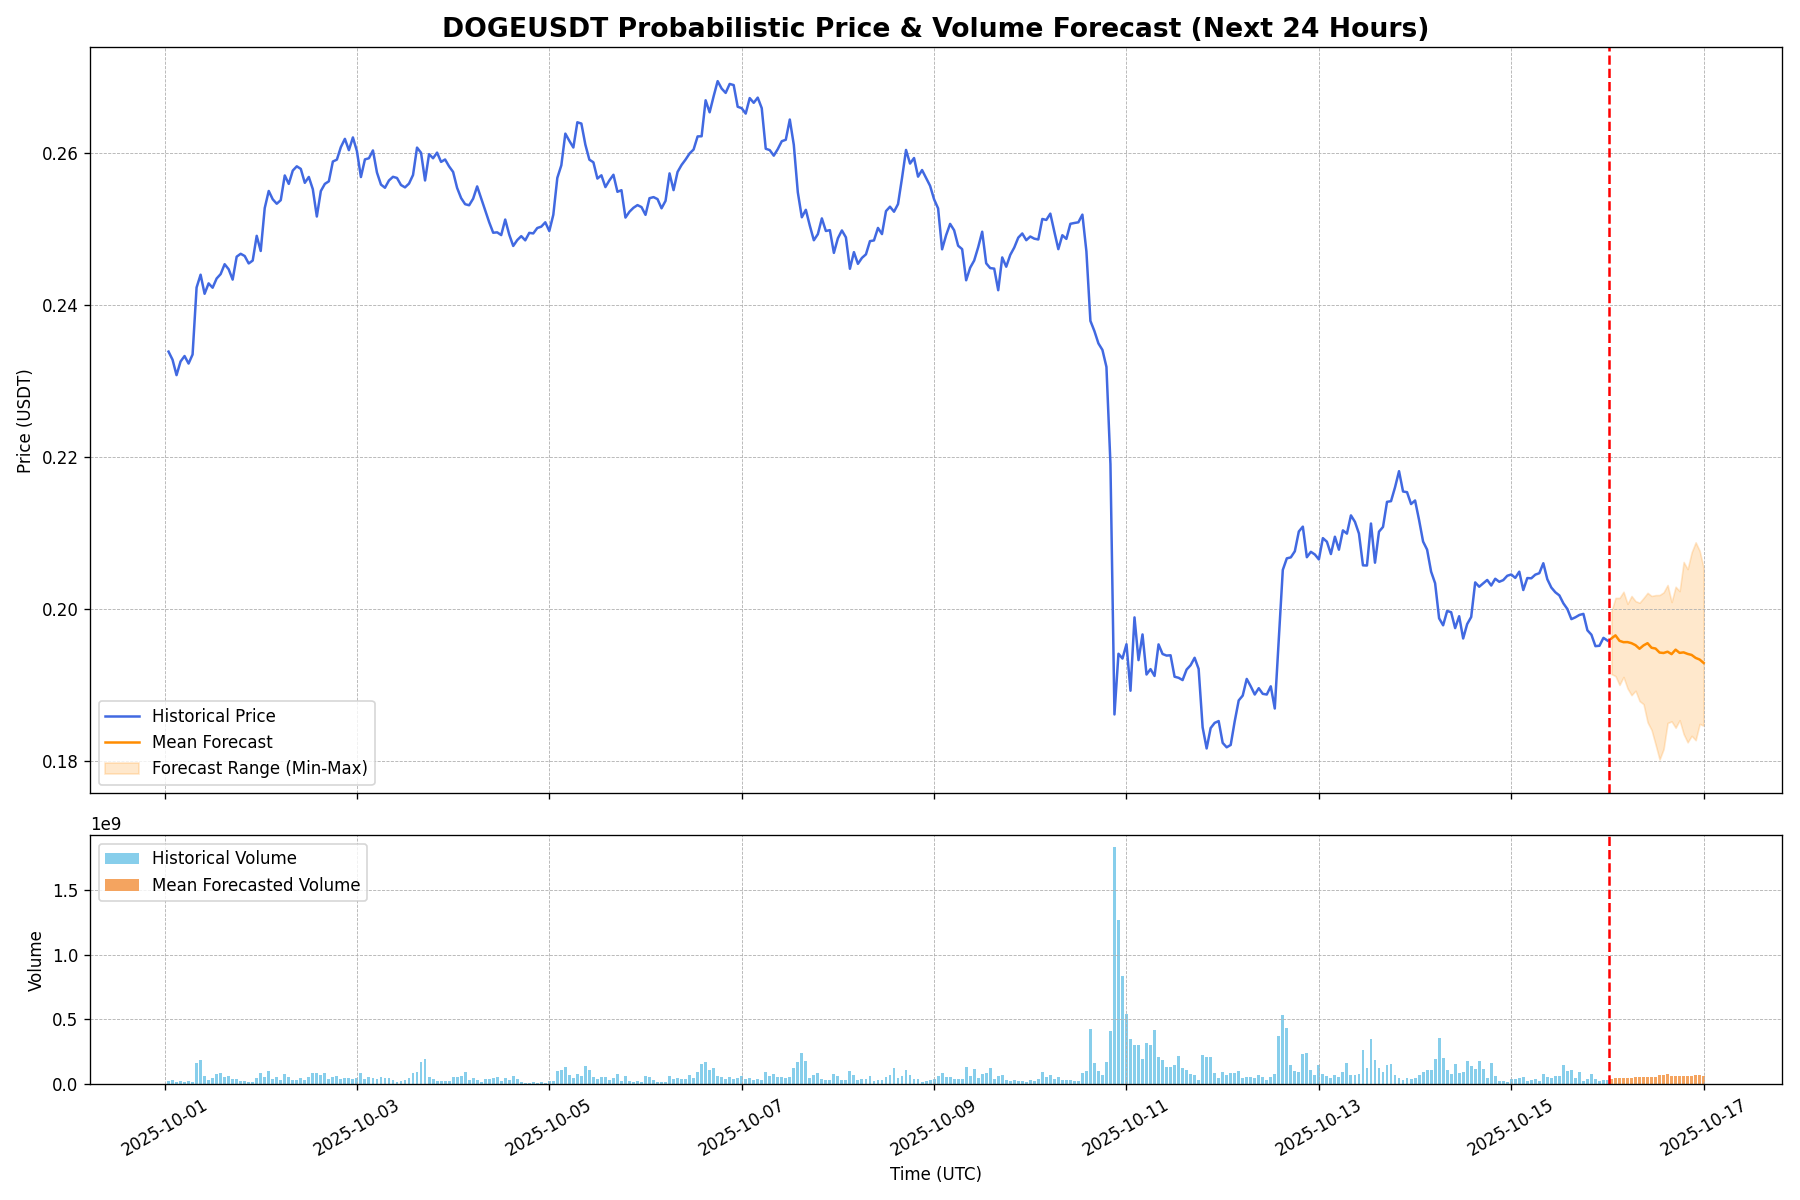 DOGEUSDT Probabilistic Price & Volume Forecast (Next 24 Hours)
Price (USDT)
0.26
0.24
0.22
0.20
0.18
Historical Price
Mean Forecast
Forecast Range (Min-Max)
1e9
Volume
1.5
1.0
0.5
0.0
Historical Volume
Mean Forecasted Volume
2025-10-01
2025-10-03
2025-10-05
2025-10-07
2025-10-09
2025-10-11
2025-10-13
2025-10-15
2025-10-17
Time (UTC)